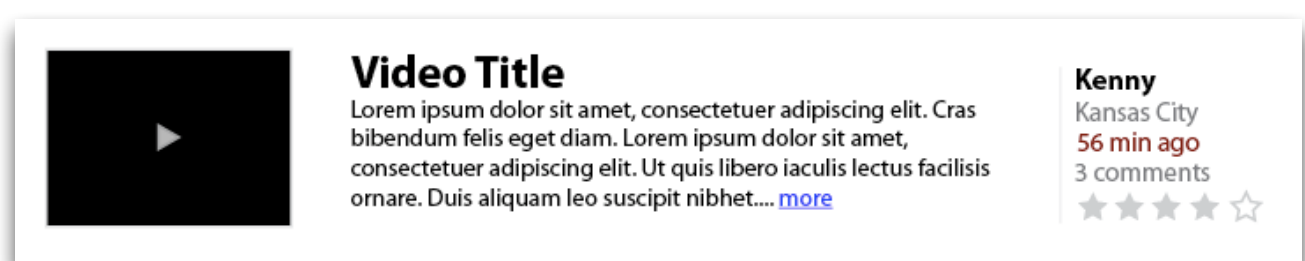 Video Title
Lorem ipsum dolor sit amet, consectetuer adipiscing elit. Cras
bibendum felis eget diam. Lorem ipsum dolor sit amet,
consectetuer adipiscing elit. Ut quis libero iaculis lectus facilisis
ornare. Duis aliquam leo suscipit nibhet.... more
Kenny
Kansas City
56 min ago
3 comments